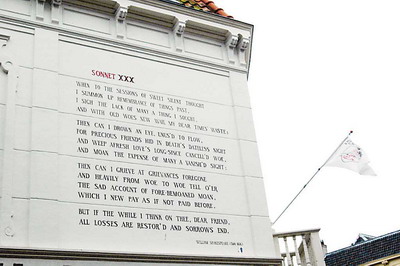 SONNET XXX
WHEN TO THE SESSIONS OF SWEET SILENT THOUGHT
I SUMMON UP REMEMBRANCE OF THINGS PAST,
I SIGH THE LACK OF MANY A THING I SOUGHT,
AND WITH OLD WOES NEW WAIL MY DEAR TIMES' WASTE:
THEN CAN I DROWN AN EYE, UNUS'D TO FLOW,
FOR PRECIOUS FRIENDS HID IN DEATH'S DATELESS NIGHT
AND WEEP AFRESH LOVE'S LONG-SINCE CANCELL'D WOE,
AND MOAN THE EXPENSE OF MANY A VANISH'D SIGHT:
THEN CAN I GRIEVE AT GRIEVANCES FOREGONE
AND HEAVILY FROM WOE TO WOE TELL O'ER
THE SAD ACCOUNT OF FORE-BEMOANED MOAN,
WHICH I NEW PAY AS IF NOT PAID BEFORE.
BUT IF THE WHILE I THINK ON THEE, DEAR FRIEND,
ALL LOSSES ARE RESTOR'D AND SORROWS END.
WILLIAM SHAKESPEARE